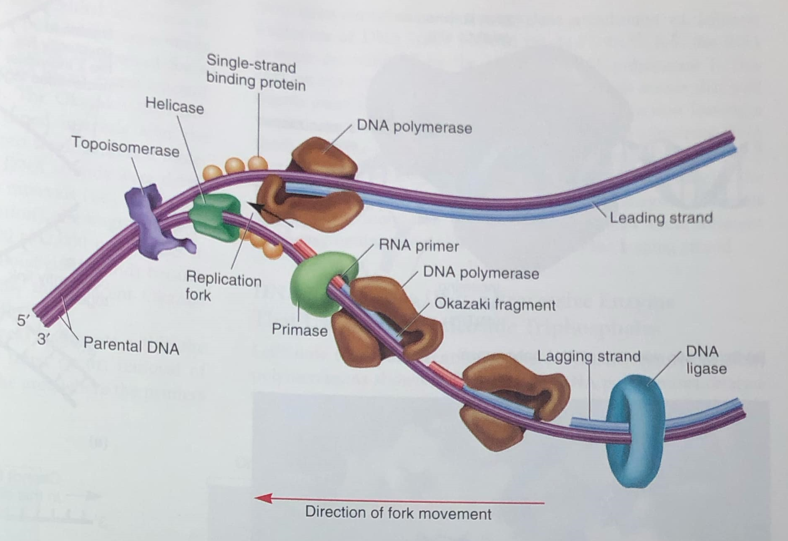 Single-strand
binding protein
Helicase
DNA polymerase
Topoisomerase
Leading strand
RNA primer
DNA polymerase
Replication
fork
Okazaki fragment
5′
3′
Parental DNA
Primase
Lagging strand
DNA
ligase
Direction of fork movement